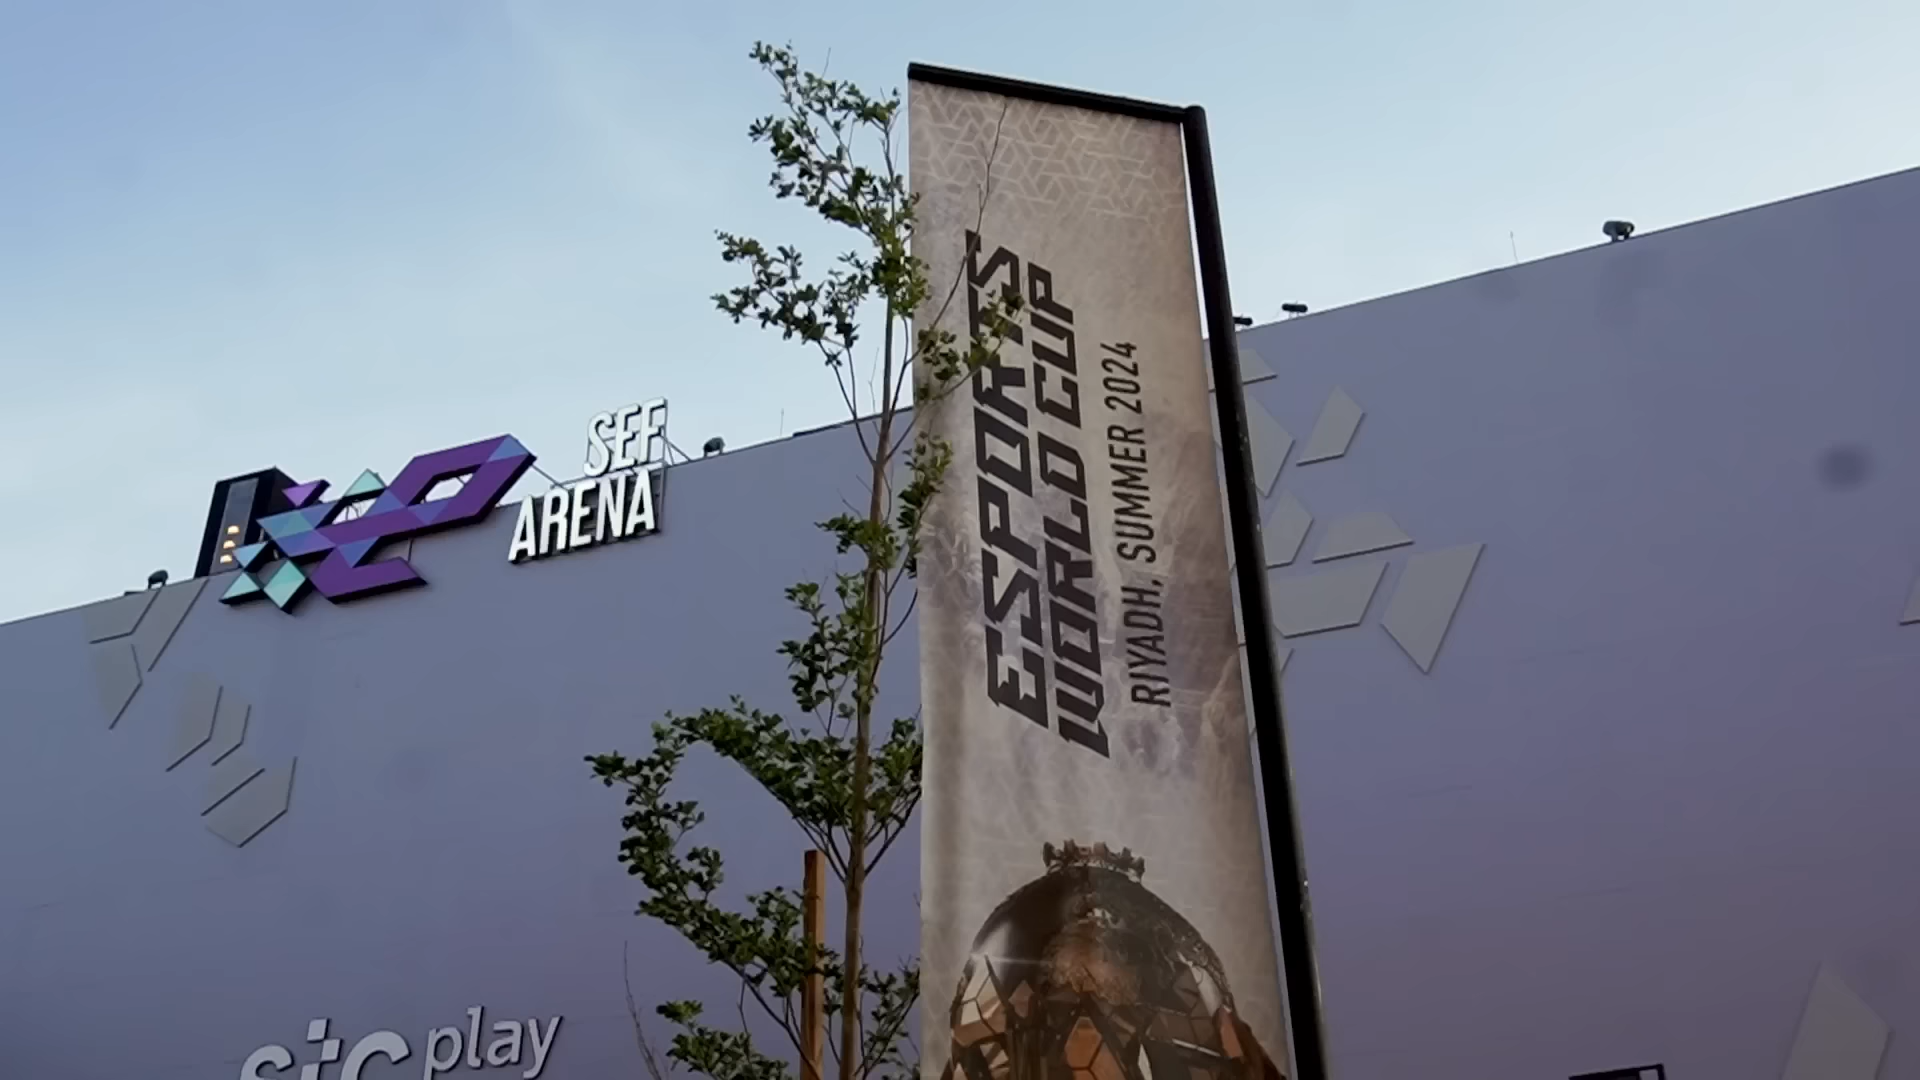 SEF
ARENA
ESPORTS
WORLD CUP
RIYADH, SUMMER 2024
stc play